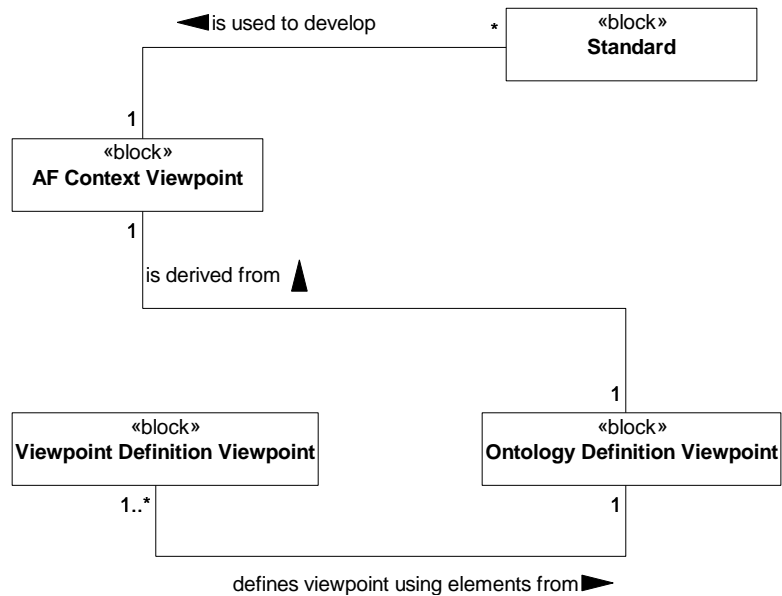 is used to develop
*
«block»
Standard
1
«block»
AF Context Viewpoint
1
is derived from
1
«block»
Viewpoint Definition Viewpoint
«block»
Ontology Definition Viewpoint
1..*
1
defines viewpoint using elements from